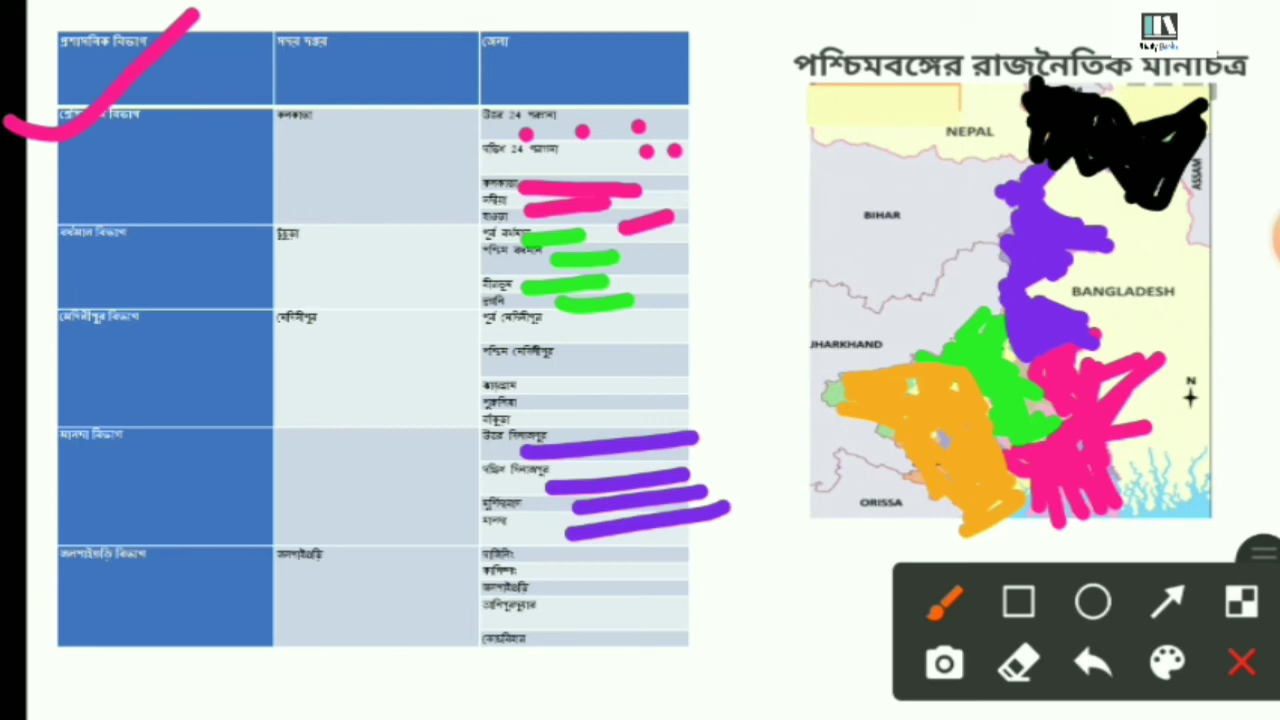 প্রশাসনিক বিভাগ সদর দপ্তর জেলা
বিভাগ কলকাতা উত্তর 24 পরগনা
দক্ষিণ 24 পরগনা
কলকাতা
নদীয়া
হাওড়া
বর্ধমান বিভাগ চুঁচুড়া পূর্ব বর্ধমান
পশ্চিম বর্ধমান
বীরভূম
হুগলি
মেদিনীপুর বিভাগ মেদিনীপুর পূর্ব মেদিনীপুর
পশ্চিম মেদিনীপুর
ঝাড়গ্রাম
পুরুলিয়া
বাঁকুড়া
মালদা বিভাগ উত্তর দিনাজপুর
দক্ষিণ দিনাজপুর
মুর্শিদাবাদ
মালদা
জলপাইগুড়ি বিভাগ জলপাইগুড়ি দার্জিলিং
কালিম্পং
জলপাইগুড়ি
আলিপুরদুয়ার
কোচবিহার
পশ্চিমবঙ্গের রাজনৈতিক মানচিত্র
NEPAL
ASSAM
BIHAR
BANGLADESH
JHARKHAND
N
ORISSA